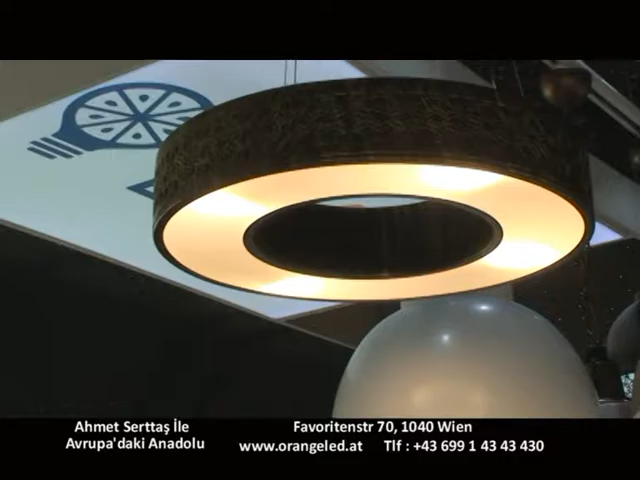 Ahmet Serttaş İle
Avrupa'daki Anadolu
Favoritenstr 70, 1040 Wien
www.orangeled.at Tlf : +43 699 1 43 43 430